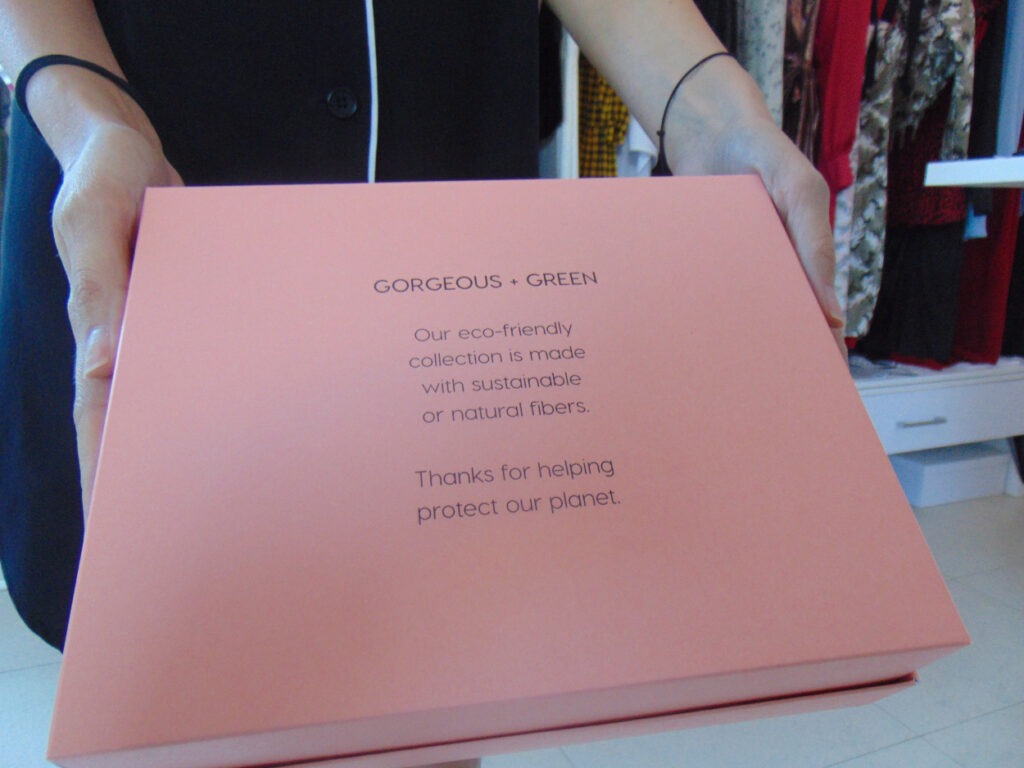 GORGEOUS + GREEN
Our eco-friendly
collection is made
with sustainable
or natural fibers.
Thanks for helping
protect our planet.